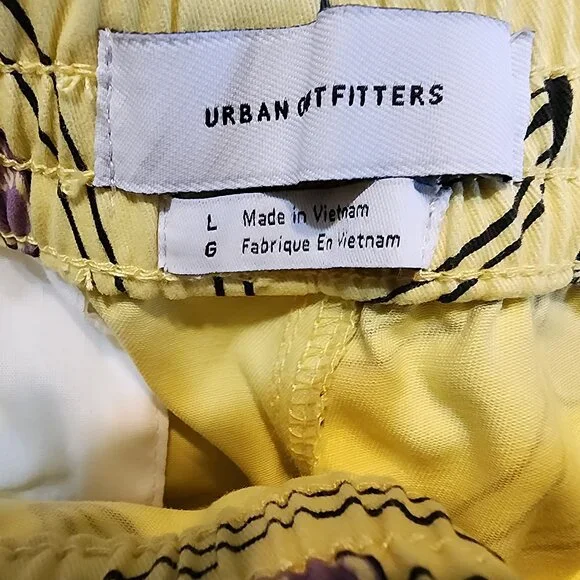 URBAN OUTFITTERS
L Made in Vietnam
G Fabrique En Vietnam